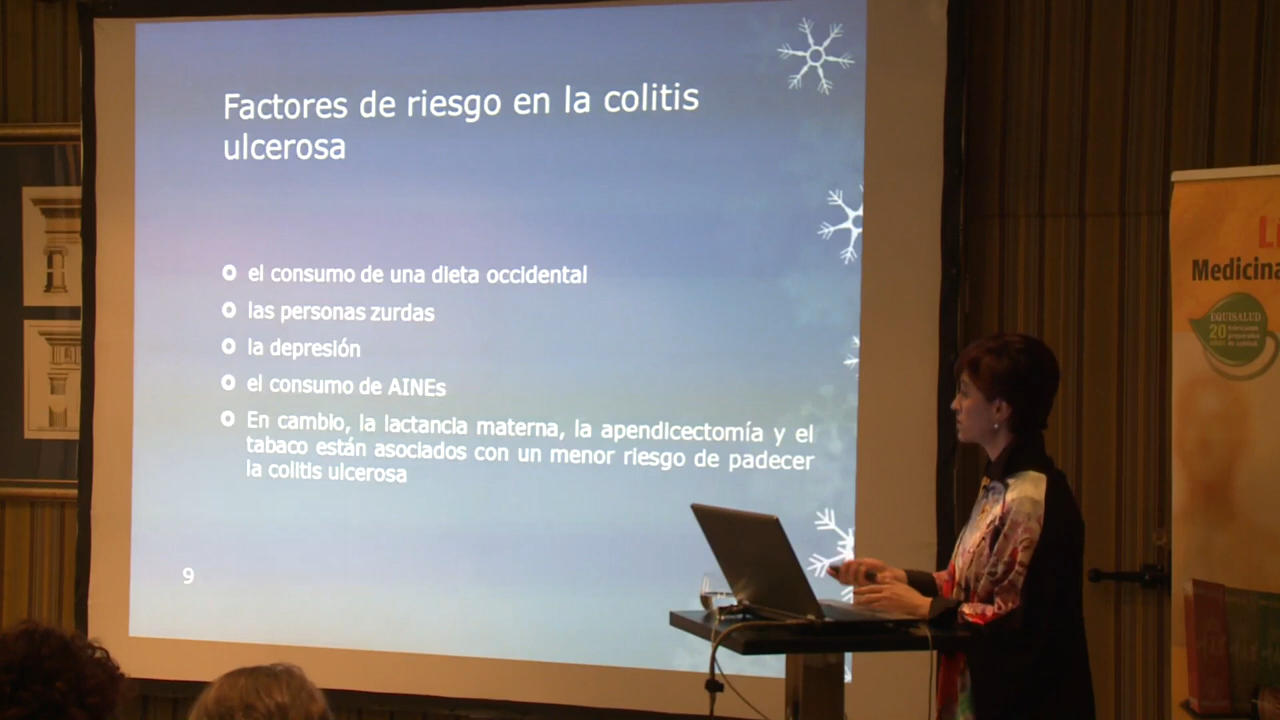 Factores de riesgo en la colitis
ulcerosa
el consumo de una dieta occidental
las personas zurdas
la depresión
el consumo de AINEs
En cambio, la lactancia materna, la apendicectomía y el
tabaco están asociados con un menor riesgo de padecer
la colitis ulcerosa
9
Medicina
EQUISALUD
20